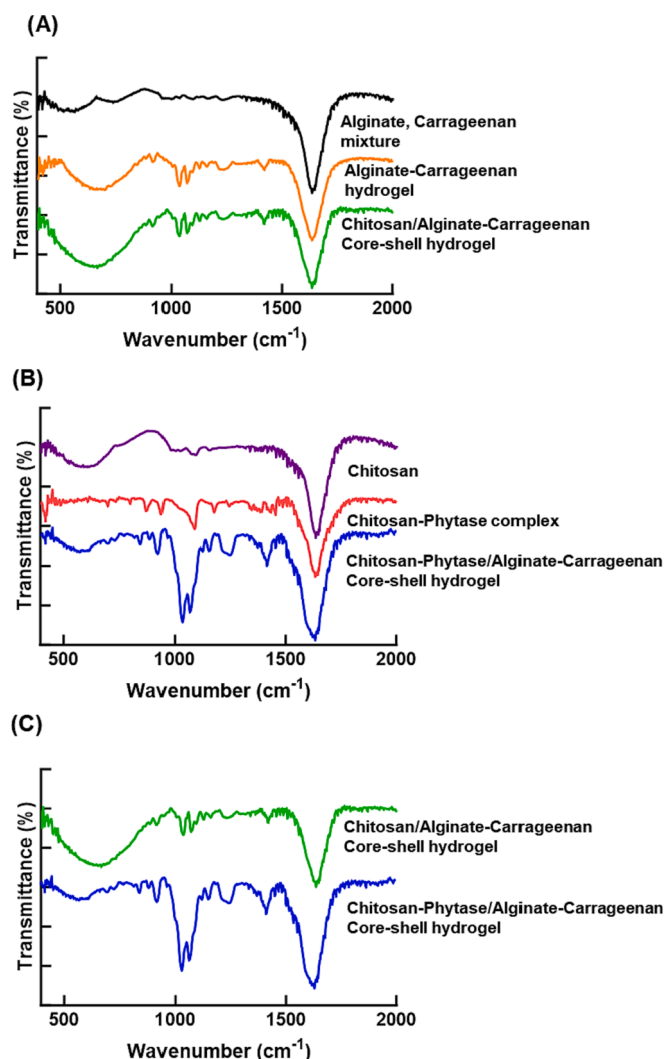 (A)
Transmittance (%)
Alginate, Carrageenan
mixture
Alginate-Carrageenan
hydrogel
Chitosan/Alginate-Carrageenan
Core-shell hydrogel
500 1000 1500 2000
Wavenumber (cm-1)
(B)
Transmittance (%)
Chitosan
Chitosan-Phytase complex
Chitosan-Phytase/Alginate-Carrageenan
Core-shell hydrogel
500 1000 1500 2000
Wavenumber (cm-1)
(C)
Transmittance (%)
Chitosan/Alginate-Carrageenan
Core-shell hydrogel
Chitosan-Phytase/Alginate-Carrageenan
Core-shell hydrogel
500 1000 1500 2000
Wavenumber (cm-1)